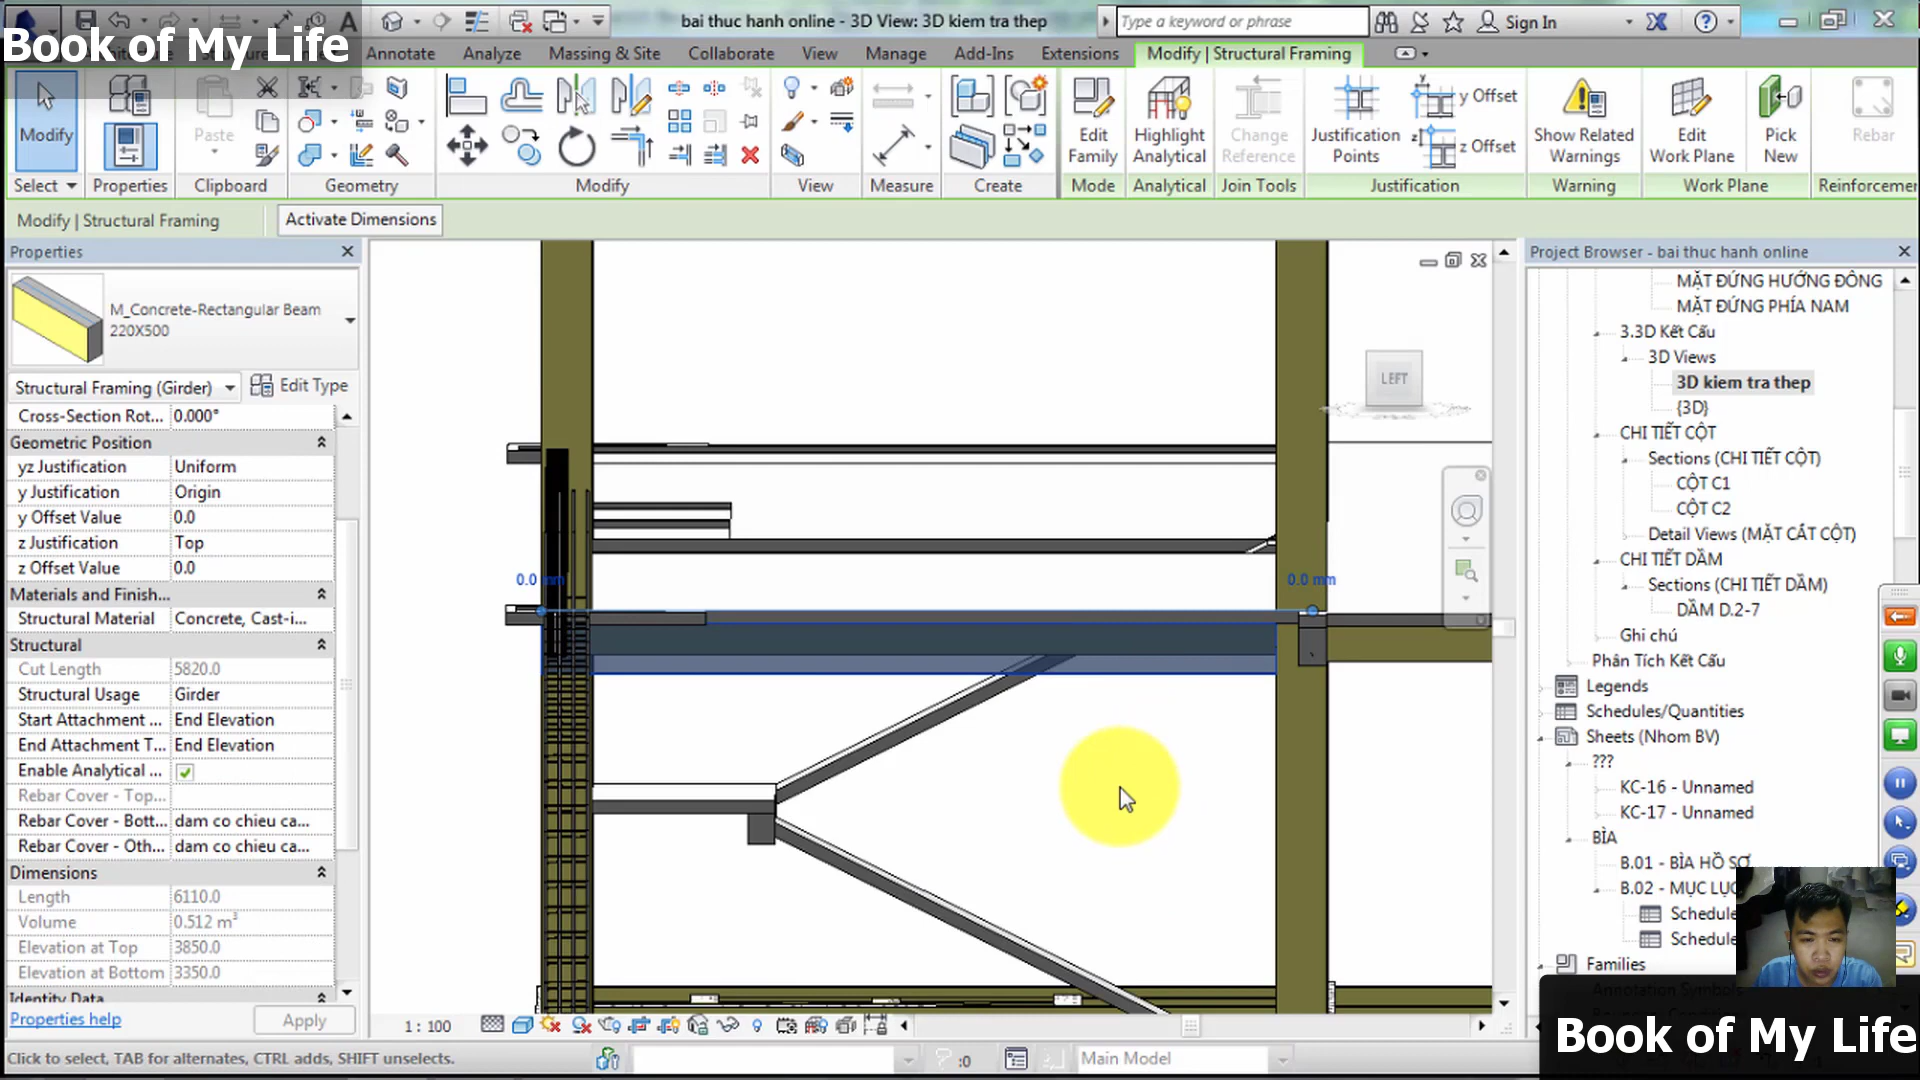 bai thuc hanh online - 3D View: 3D kiem tra thep
Type a keyword or phrase
Sign In
Book of My Life
Annotate
Analyze
Massing & Site
Collaborate
View
Manage
Add-Ins
Extensions
Modify | Structural Framing
Modify
Paste
Edit Family
Highlight Analytical
Change Reference
Justification Points
y Offset
z Offset
Show Related Warnings
Edit Work Plane
Pick New
Rebar
Select
Properties
Clipboard
Geometry
Modify
View
Measure
Create
Mode
Analytical
Join Tools
Justification
Warning
Work Plane
Reinforcemen
Modify | Structural Framing
Activate Dimensions
Properties
M_Concrete-Rectangular Beam
220X500
Structural Framing (Girder)
Edit Type
Cross-Section Rot... 0.000°
Geometric Position
yz Justification Uniform
y Justification Origin
y Offset Value 0.0
z Justification Top
z Offset Value 0.0
Materials and Finish...
Structural Material Concrete, Cast-i...
Structural
Cut Length 5820.0
Structural Usage Girder
Start Attachment ... End Elevation
End Attachment T... End Elevation
Enable Analytical ...
Rebar Cover - Top...
Rebar Cover - Bott... dam co chieu ca...
Rebar Cover - Oth... dam co chieu ca...
Dimensions
Length 6110.0
Volume 0.512 m³
Elevation at Top 3850.0
Elevation at Bottom 3350.0
Identity Data
Properties help
Apply
0.0 mm
0.0 mm
LEFT
1 : 100
Project Browser - bai thuc hanh online
MẶT ĐỨNG HƯỚNG ĐÔNG
MẶT ĐỨNG PHÍA NAM
3.3D Kết Cấu
3D Views
3D kiem tra thep
{3D}
CHI TIẾT CỘT
Sections (CHI TIẾT CỘT)
CỘT C1
CỘT C2
Detail Views (MẶT CẮT CỘT)
CHI TIẾT DẦM
Sections (CHI TIẾT DẦM)
DẦM D.2-7
Ghi chú
Phân Tích Kết Cấu
Legends
Schedules/Quantities
Sheets (Nhom BV)
???
KC-16 - Unnamed
KC-17 - Unnamed
BÌA
B.01 - BÌA HỒ SƠ
B.02 - MỤC LỤC
Schedule
Schedule
Families
Annotation Symbols
Click to select, TAB for alternates, CTRL adds, SHIFT unselects.
:0
Main Model
Book of My Life